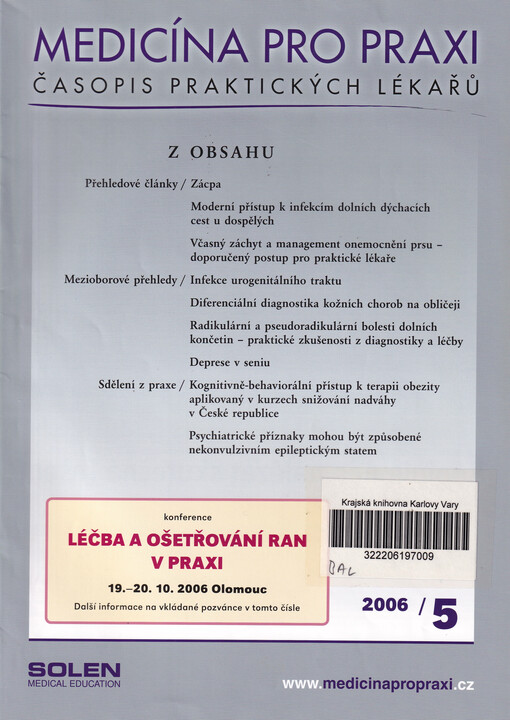 MEDICÍNA PRO PRAXI
ČASOPIS PRAKTICKÝCH LÉKAŘŮ
Z OBSAHU
Přehledové články / Zácpa
Moderní přístup k infekcím dolních dýchacích
cest u dospělých
Včasný záchyt a management onemocnění prsu –
doporučený postup pro praktické lékaře
Mezioborové přehledy / Infekce urogenitálního traktu
Diferenciální diagnostika kožních chorob na obličeji
Radikulární a pseudoradikulární bolesti dolních
končetin – praktické zkušenosti z diagnostiky a léčby
Deprese v seniu
Sdělení z praxe / Kognitivně-behaviorální přístup k terapii obezity
aplikovaný v kurzech snižování nadváhy
v České republice
Psychiatrické příznaky mohou být způsobené
nekonvulzivním epileptickým statem
Krajská knihovna Karlovy Vary
322206197009
BAL
konference
LÉČBA A OŠETŘOVÁNÍ RAN
V PRAXI
19.–20. 10. 2006 Olomouc
Další informace na vkládané pozvánce v tomto čísle
2006 / 5
SOLEN
MEDICAL EDUCATION
www.medicinapropraxi.cz